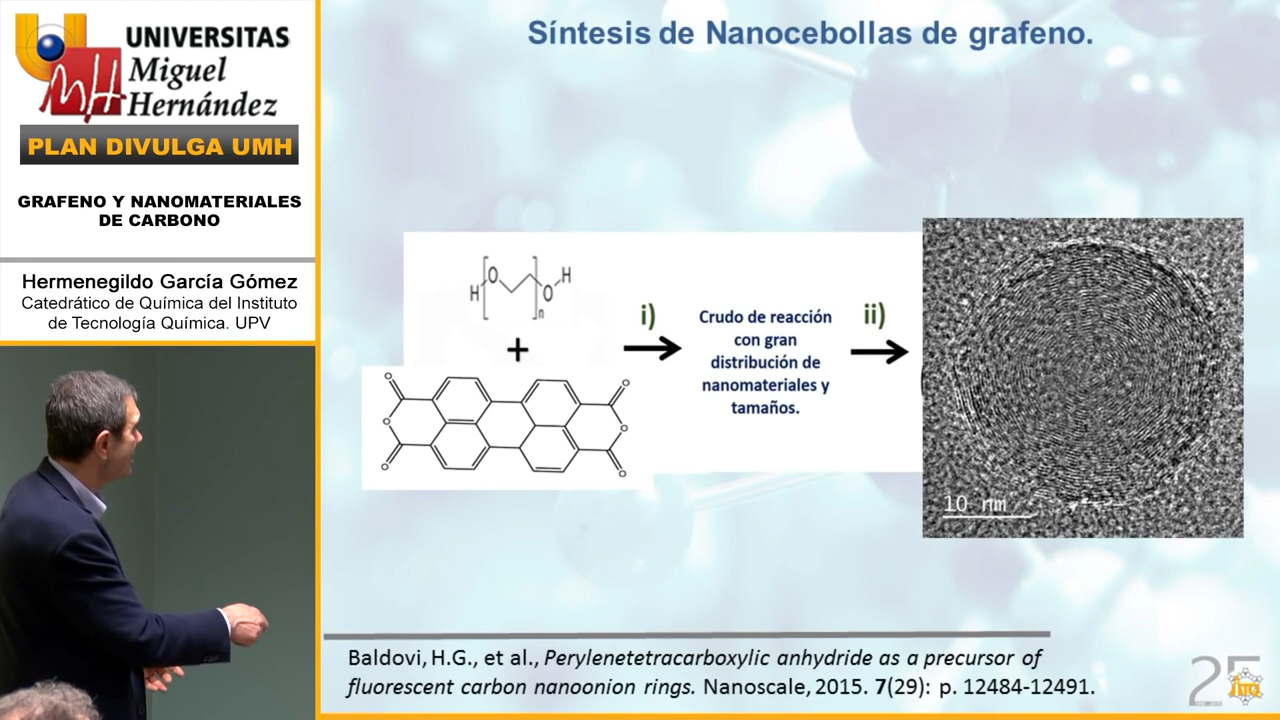 UNIVERSITAS
Miguel
Hernández
PLAN DIVULGA UMH
GRAFENO Y NANOMATERIALES
DE CARBONO
Hermenegildo García Gómez
Catedrático de Química del Instituto
de Tecnología Química. UPV
Síntesis de Nanocebollas de grafeno.
H O O H n
+
i)
Crudo de reacción
con gran
distribución de
nanomateriales y
tamaños.
ii)
O O
O O
O O
10 nm
Baldovi, H.G., et al., Perylenetetracarboxylic anhydride as a precursor of
fluorescent carbon nanoonion rings. Nanoscale, 2015. 7(29): p. 12484-12491.
25
ITQ